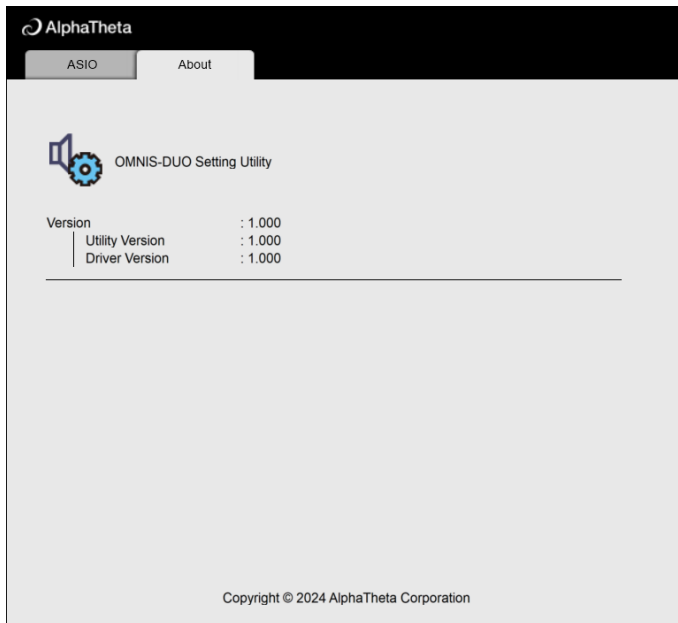 AlphaTheta
ASIO About
OMNIS-DUO Setting Utility
Version : 1.000
Utility Version : 1.000
Driver Version : 1.000
Copyright © 2024 AlphaTheta Corporation